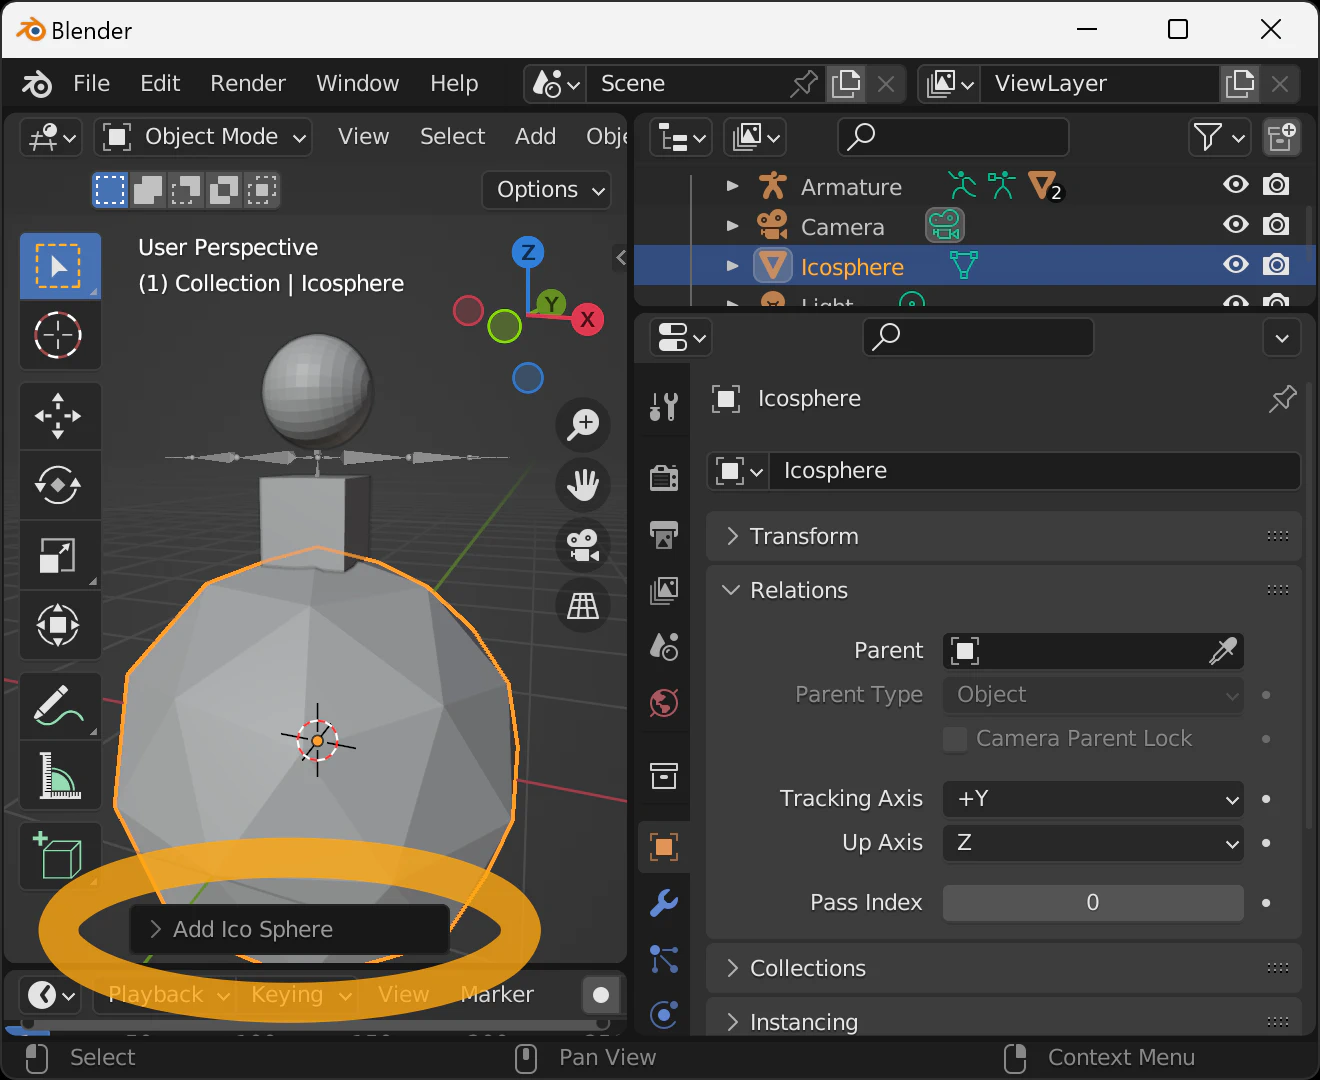 Blender
File Edit Render Window Help Scene ViewLayer
Object Mode View Select Add Obje
Options
User Perspective
(1) Collection | Icosphere
Z
Y
X
Armature 2
Camera
Icosphere
Light
Icosphere
Icosphere
Transform
Relations
Parent
Parent Type Object
Camera Parent Lock
Tracking Axis +Y
Up Axis Z
Pass Index 0
Collections
Instancing
Add Ico Sphere
Playback Keying View Marker
Select Pan View Context Menu